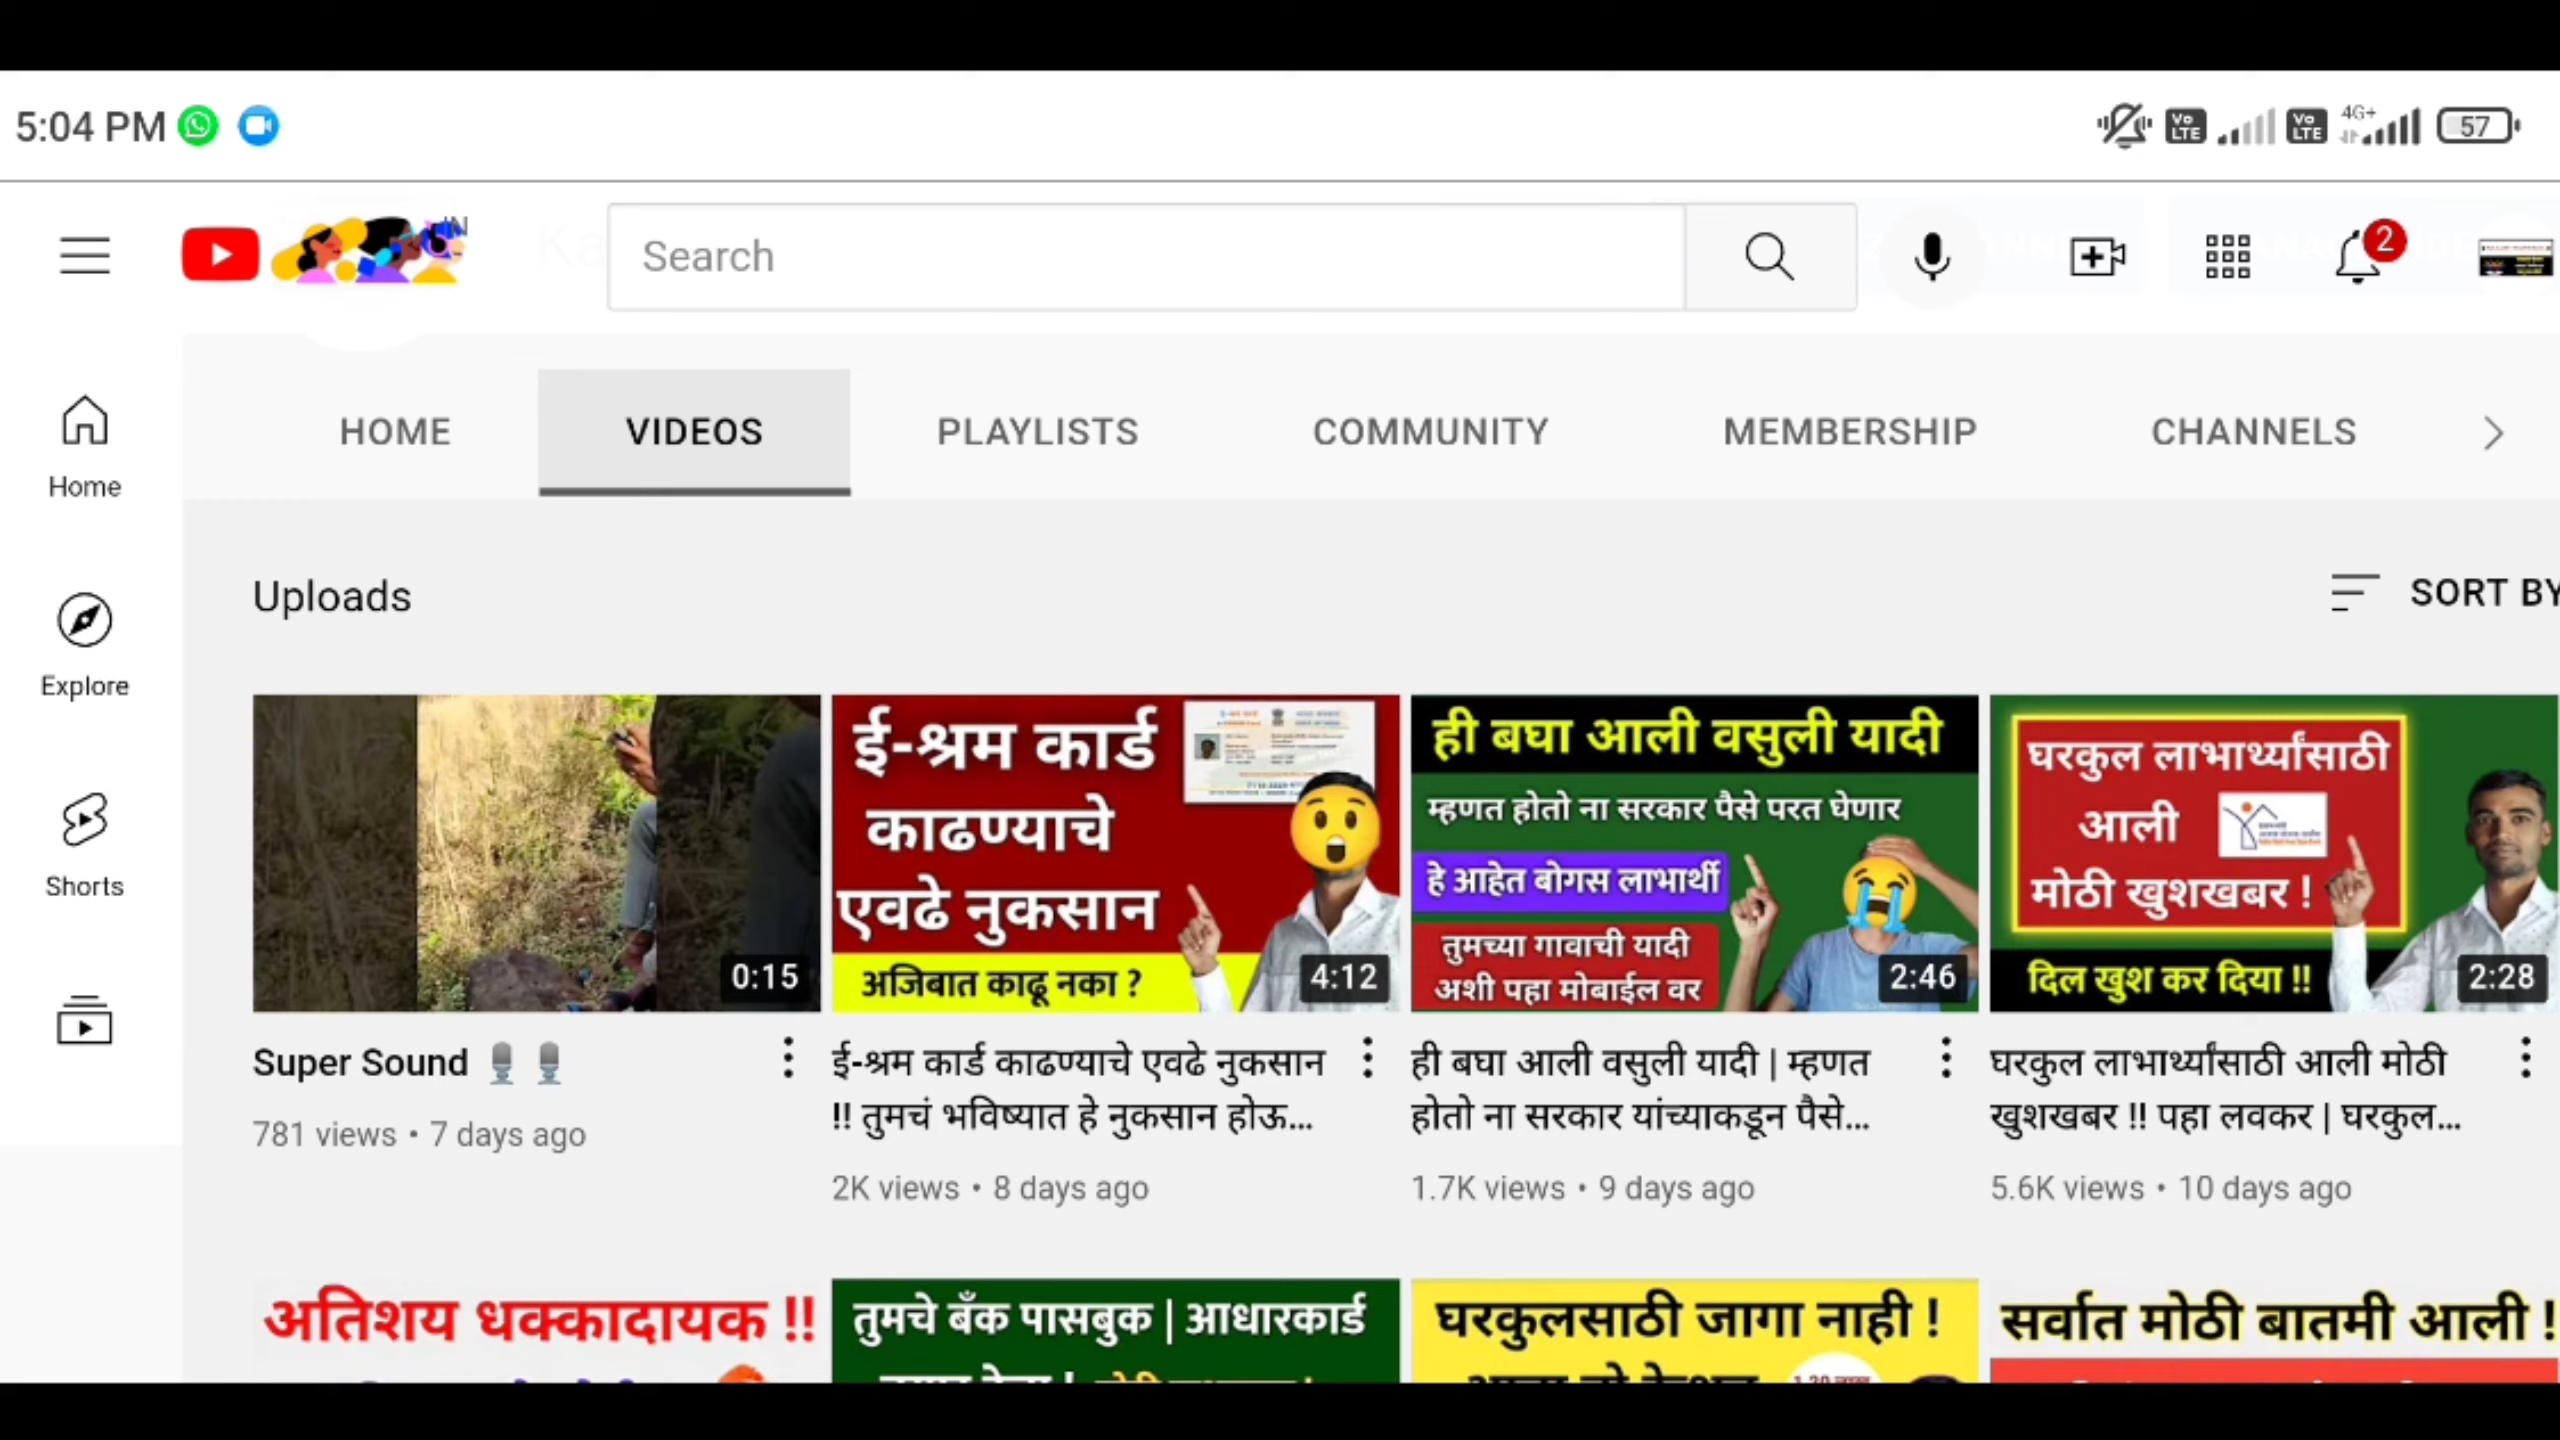 5:04 PM
4G+
57
IN
Search
2
HOME
VIDEOS
PLAYLISTS
COMMUNITY
MEMBERSHIP
CHANNELS
Home
Explore
Shorts
Uploads
SORT BY
0:15
ई-श्रम कार्ड
काढण्याचे
एवढे नुकसान
अजिबात काढू नका ?
4:12
ही बघा आली वसुली यादी
म्हणत होतो ना सरकार पैसे परत घेणार
हे आहेत बोगस लाभार्थी
तुमच्या गावाची यादी
अशी पहा मोबाईल वर
2:46
घरकुल लाभार्थ्यांसाठी
आली
मोठी खुशखबर !
दिल खुश कर दिया !!
2:28
Super Sound
781 views • 7 days ago
ई-श्रम कार्ड काढण्याचे एवढे नुकसान
!! तुमचं भविष्यात हे नुकसान होऊ...
2K views • 8 days ago
ही बघा आली वसुली यादी | म्हणत
होतो ना सरकार यांच्याकडून पैसे...
1.7K views • 9 days ago
घरकुल लाभार्थ्यांसाठी आली मोठी
खुशखबर !! पहा लवकर | घरकुल...
5.6K views • 10 days ago
अतिशय धक्कादायक !!
तुमचे बँक पासबुक | आधारकार्ड
घरकुलसाठी जागा नाही !
सर्वात मोठी बातमी आली !